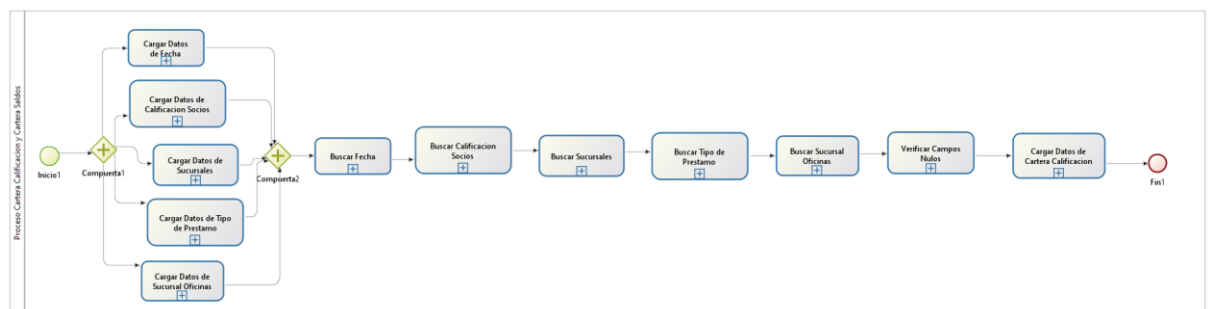 Proceso Cartera Calificacion y Cartera Saldos
Inicio1
Compuerta1
Cargar Datos
de Fecha
Cargar Datos de
Calificacion Socios
Cargar Datos de
Sucursales
Cargar Datos de Tipo
de Prestamo
Cargar Datos de
Sucursal Oficinas
Compuerta2
Buscar Fecha
Buscar Calificacion
Socios
Buscar Sucursales
Buscar Tipo de
Prestamo
Buscar Sucursal
Oficinas
Verificar Campos
Nulos
Cargar Datos de
Cartera Calificacion
Fin1